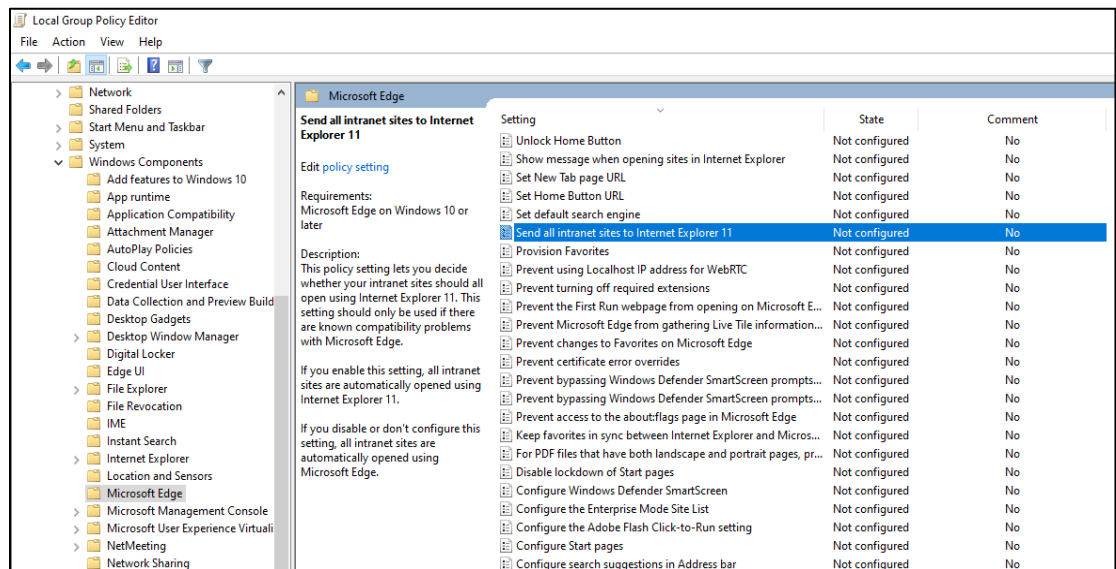 Local Group Policy Editor
File Action View Help
Network
Shared Folders
Start Menu and Taskbar
System
Windows Components
Add features to Windows 10
App runtime
Application Compatibility
Attachment Manager
AutoPlay Policies
Cloud Content
Credential User Interface
Data Collection and Preview Build
Desktop Gadgets
Desktop Window Manager
Digital Locker
Edge UI
File Explorer
File Revocation
IME
Instant Search
Internet Explorer
Location and Sensors
Microsoft Edge
Microsoft Management Console
Microsoft User Experience Virtuali
NetMeeting
Network Sharing
Microsoft Edge
Send all intranet sites to Internet
Explorer 11
Edit policy setting
Requirements:
Microsoft Edge on Windows 10 or
later
Description:
This policy setting lets you decide
whether your intranet sites should all
open using Internet Explorer 11. This
setting should only be used if there
are known compatibility problems
with Microsoft Edge.
If you enable this setting, all intranet
sites are automatically opened using
Internet Explorer 11.
If you disable or don't configure this
setting, all intranet sites are
automatically opened using
Microsoft Edge.
Setting State Comment
Unlock Home Button Not configured No
Show message when opening sites in Internet Explorer Not configured No
Set New Tab page URL Not configured No
Set Home Button URL Not configured No
Set default search engine Not configured No
Send all intranet sites to Internet Explorer 11 Not configured No
Provision Favorites Not configured No
Prevent using Localhost IP address for WebRTC Not configured No
Prevent turning off required extensions Not configured No
Prevent the First Run webpage from opening on Microsoft E... Not configured No
Prevent Microsoft Edge from gathering Live Tile information... Not configured No
Prevent changes to Favorites on Microsoft Edge Not configured No
Prevent certificate error overrides Not configured No
Prevent bypassing Windows Defender SmartScreen prompts... Not configured No
Prevent bypassing Windows Defender SmartScreen prompts... Not configured No
Prevent access to the about:flags page in Microsoft Edge Not configured No
Keep favorites in sync between Internet Explorer and Micros... Not configured No
For PDF files that have both landscape and portrait pages, pr... Not configured No
Disable lockdown of Start pages Not configured No
Configure Windows Defender SmartScreen Not configured No
Configure the Enterprise Mode Site List Not configured No
Configure the Adobe Flash Click-to-Run setting Not configured No
Configure Start pages Not configured No
Configure search suggestions in Address bar Not configured No